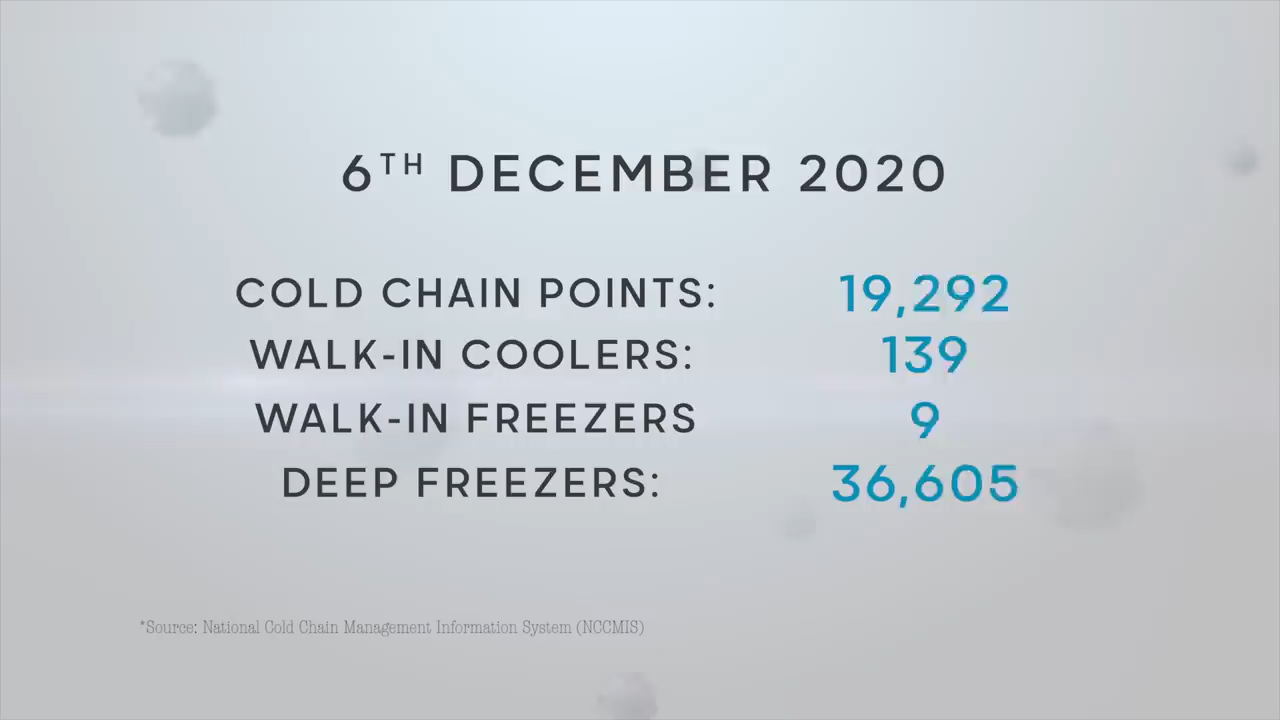 6TH DECEMBER 2020
COLD CHAIN POINTS: 19,292
WALK-IN COOLERS: 139
WALK-IN FREEZERS 9
DEEP FREEZERS: 36,605
*Source: National Cold Chain Management Information System (NCCMIS)